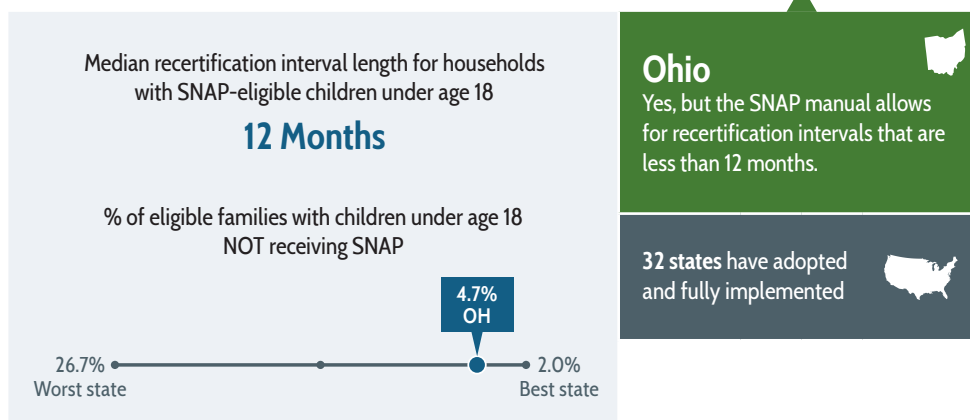 Median recertification interval length for households
with SNAP-eligible children under age 18
12 Months
% of eligible families with children under age 18
NOT receiving SNAP
4.7%
OH
26.7%
Worst state
2.0%
Best state
Ohio
Yes, but the SNAP manual allows
for recertification intervals that are
less than 12 months.
32 states have adopted
and fully implemented